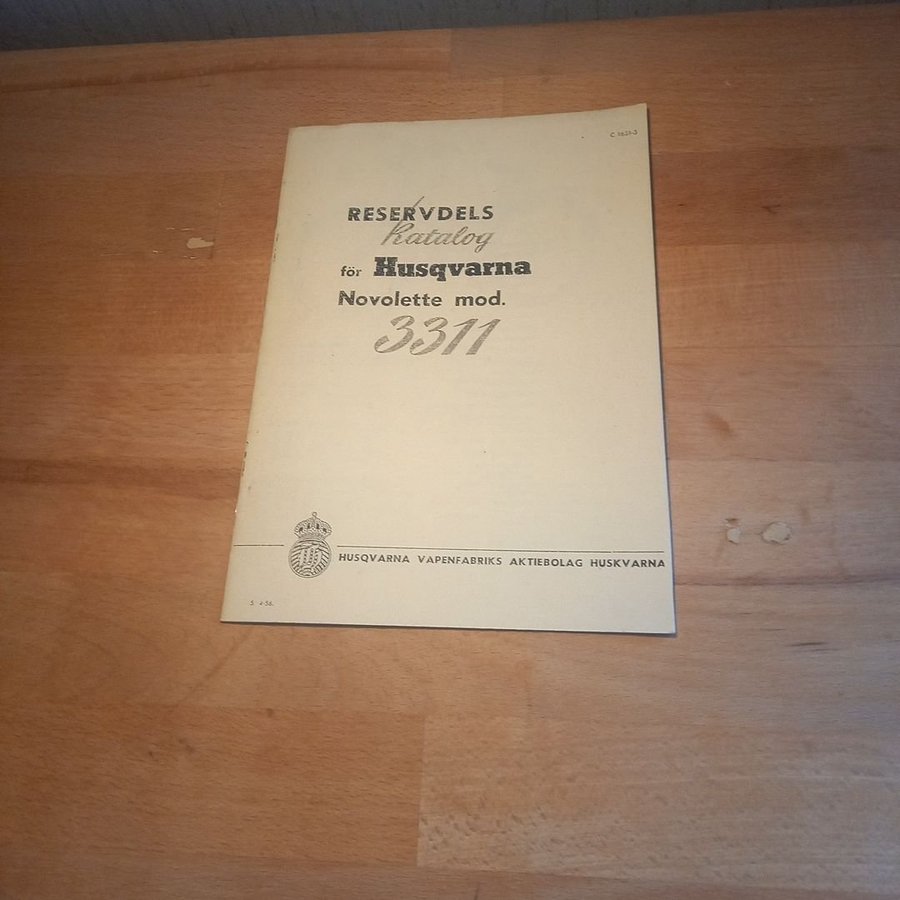 RESERVDELS
Katalog
för Husqvarna
Novolette mod.
3311
HUSQVARNA VAPENFABRIKS AKTIEBOLAG HUSKVARNA